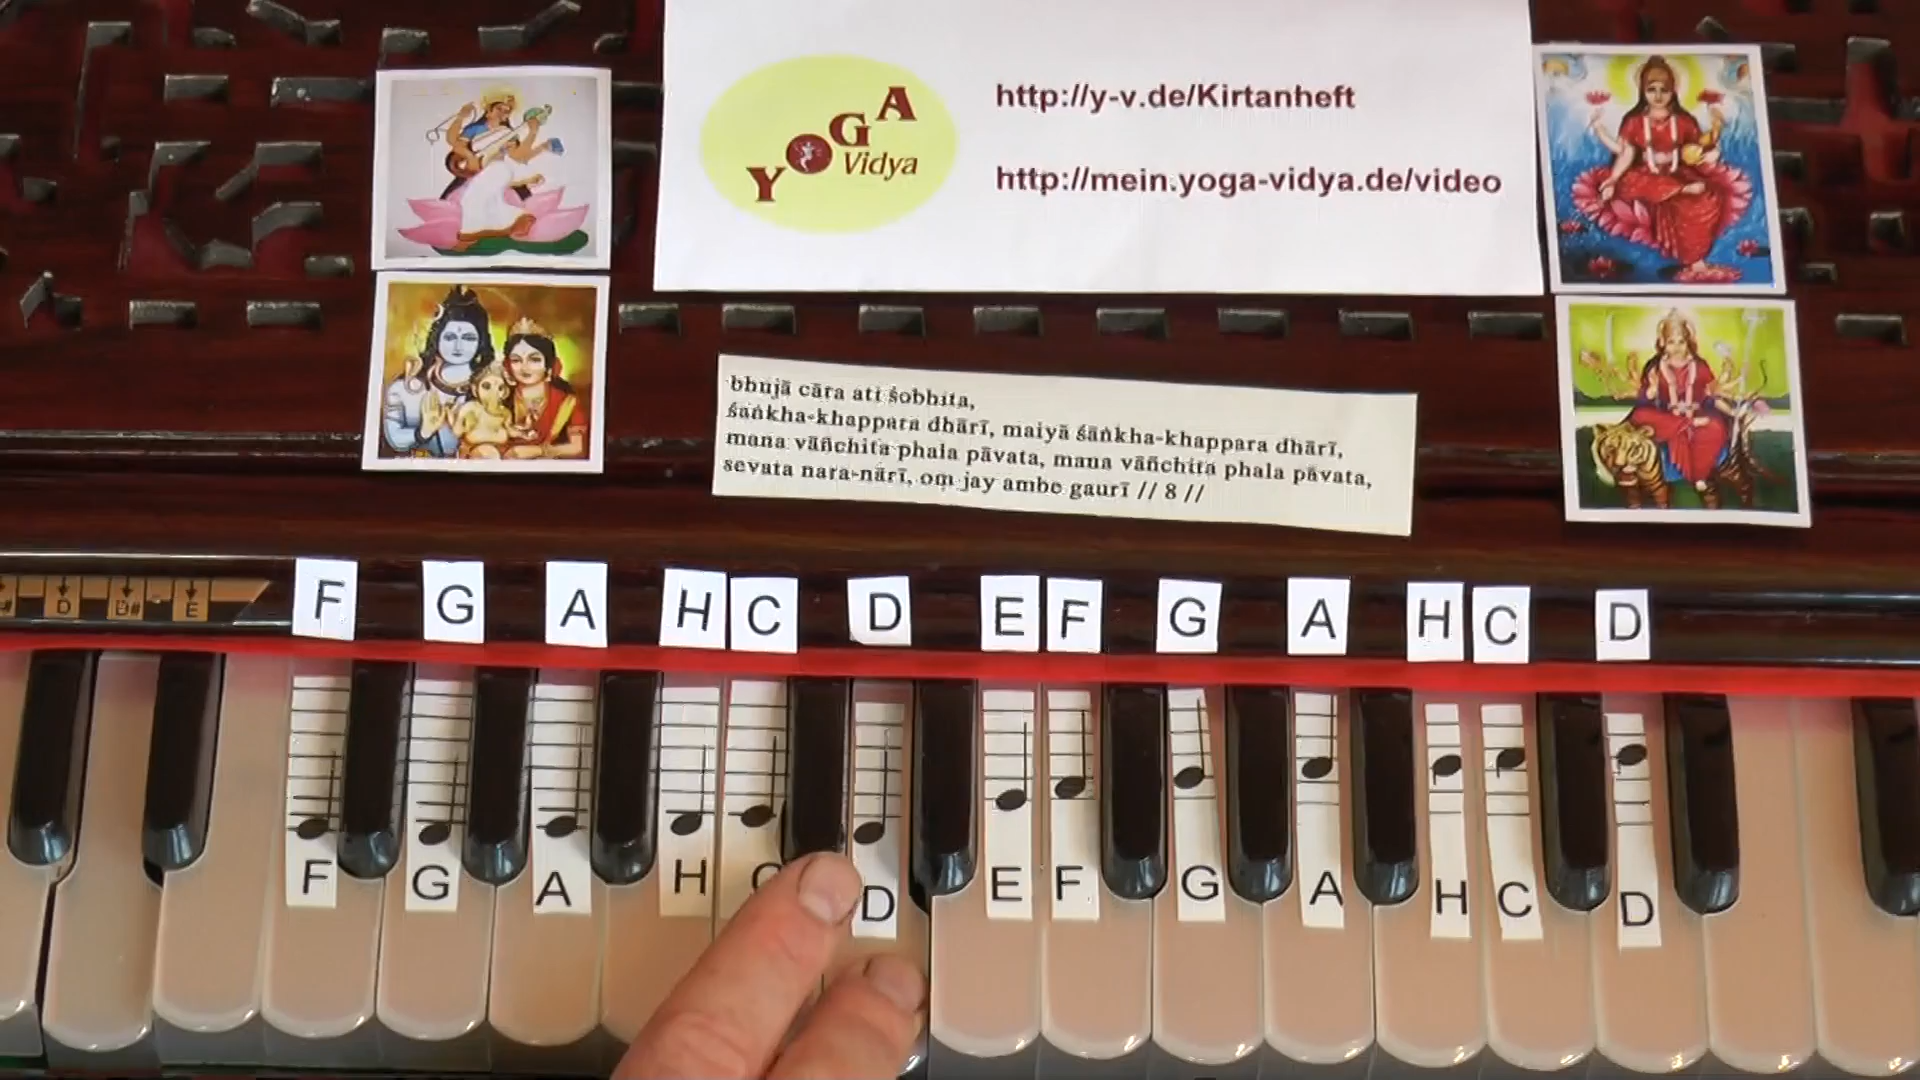 YOGA
Vidya
http://y-v.de/Kirtanheft
http://mein.yoga-vidya.de/video
bhujā cāra ati śobhita,
śaṅkha-khappara dhārī, maiyā śaṅkha-khappara dhārī,
mana vāñchita phala pāvata, mana vāñchita phala pāvata,
sevata nara-nārī, oṃ jay ambe gaurī // 8 //
D D# E
F G A H C D E F G A H C D
F G A H C D E F G A H C D